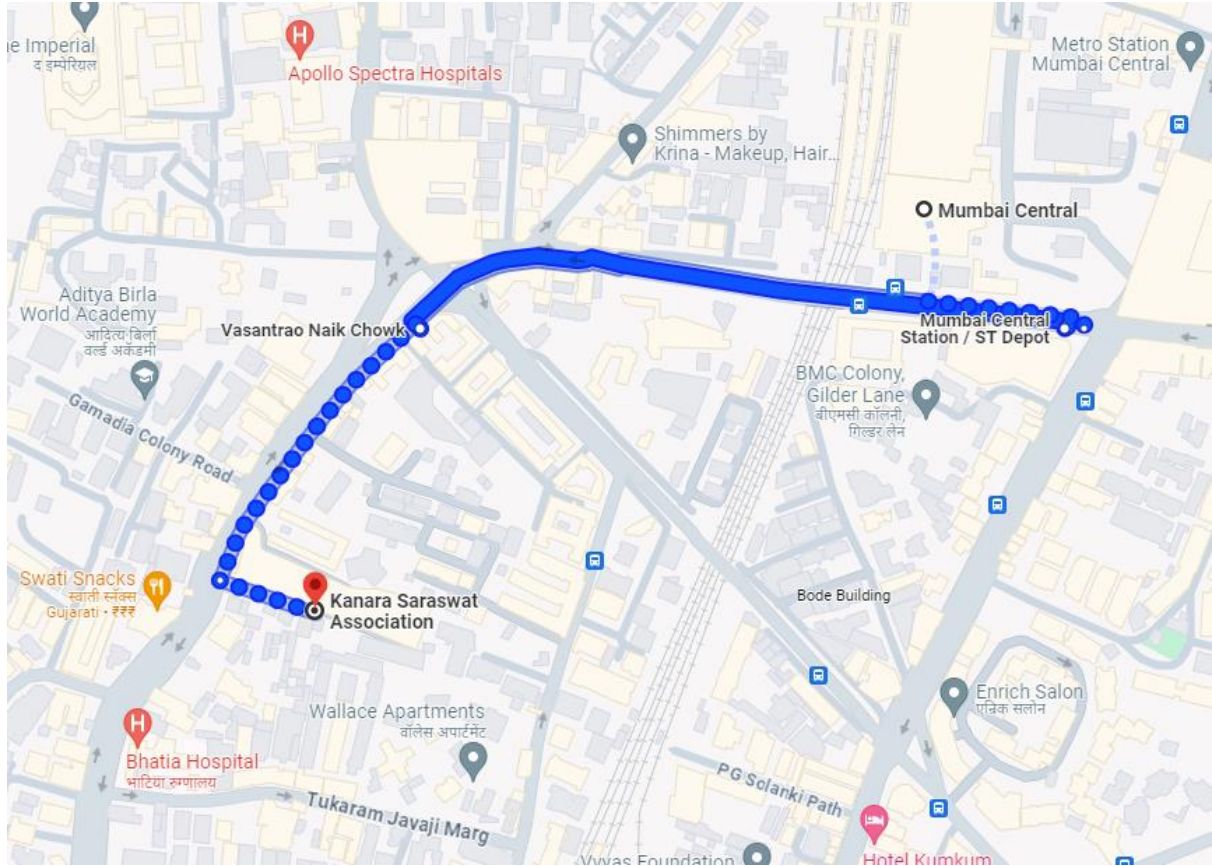 ne Imperial
द इम्पेरियल
Apollo Spectra Hospitals
Metro Station
Mumbai Central
Shimmers by
Krina - Makeup, Hair...
Mumbai Central
Aditya Birla
World Academy
आदित्य बिर्ला
वर्ल्ड अकॅडमी
Vasantrao Naik Chowk
Mumbai Central
Station / ST Depot
BMC Colony,
Gilder Lane
बीएमसी कॉलनी,
गिल्डर लेन
Gamadia Colony Road
Swati Snacks
स्वाती स्नॅक्स
Gujarati · ₹₹₹
Kanara Saraswat
Association
Bode Building
Wallace Apartments
वॉलेस अपार्टमेंट
Enrich Salon
एन्रिक सलोन
Bhatia Hospital
भाटिया रुग्णालय
Tukaram Javaji Marg
PG Solanki Path
Vyas Foundation
Hotel Kumkum